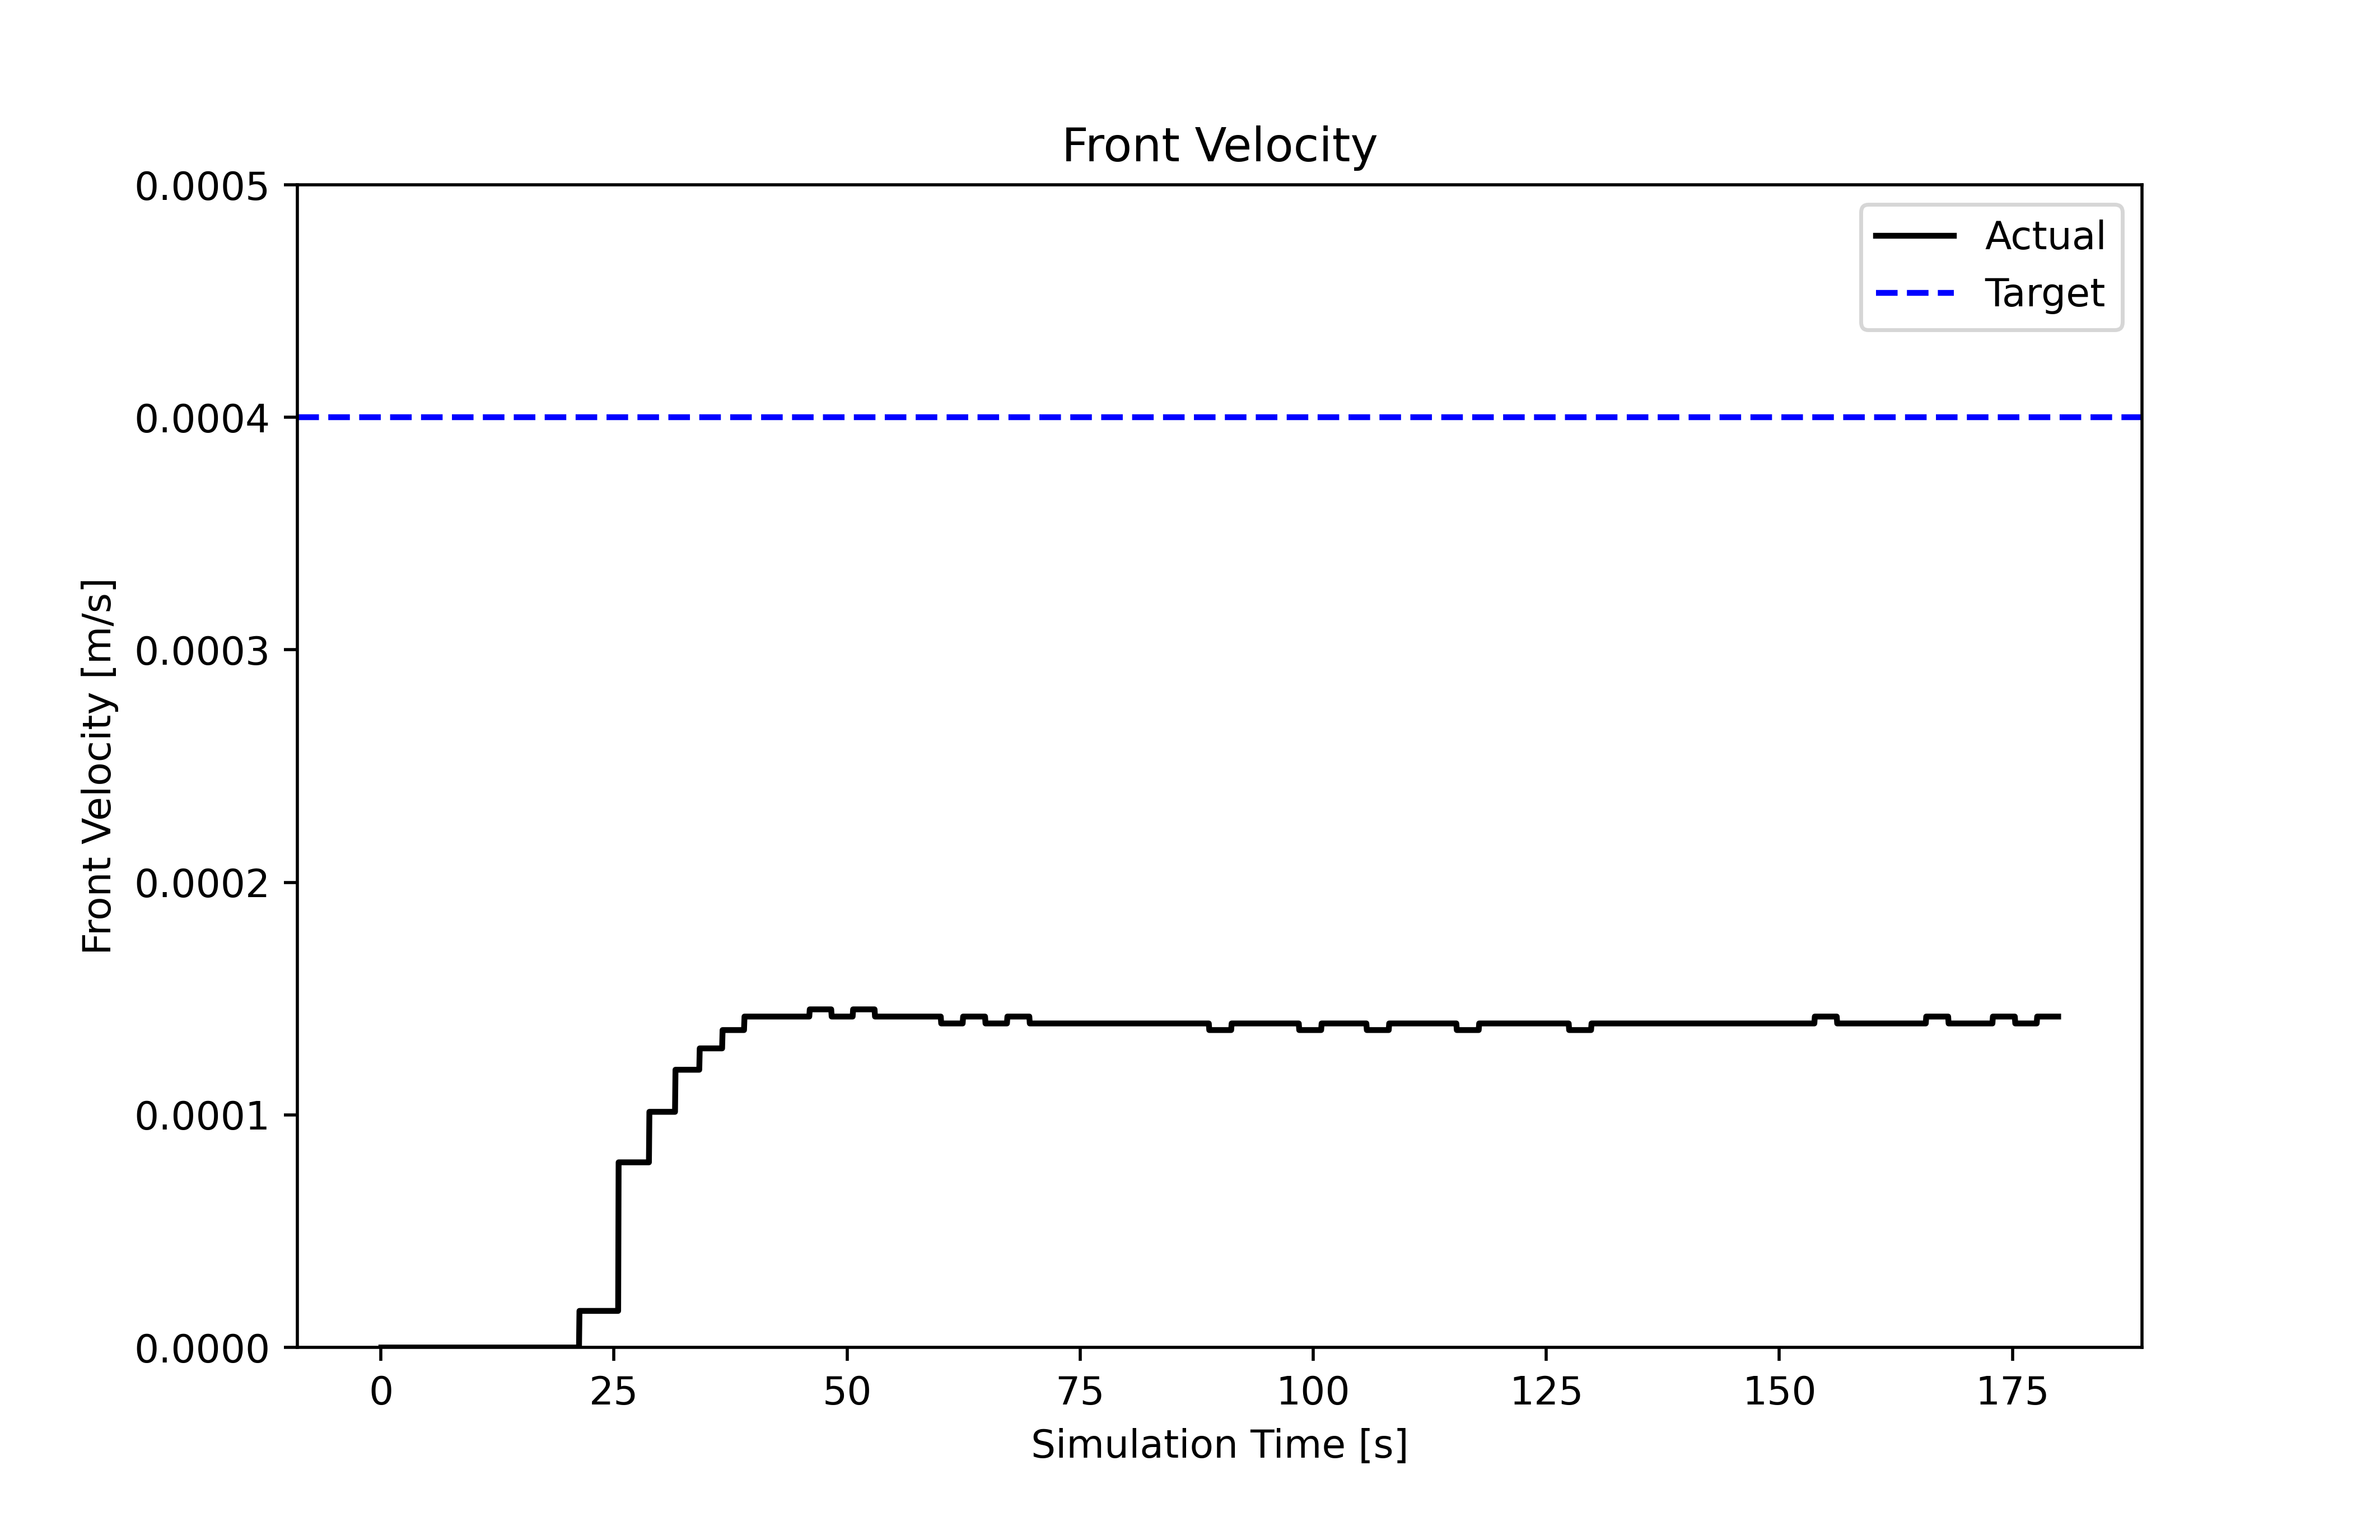 Front Velocity
0.0005
0.0004
0.0003
0.0002
0.0001
0.0000
Front Velocity [m/s]
Actual
Target
0 25 50 75 100 125 150 175
Simulation Time [s]